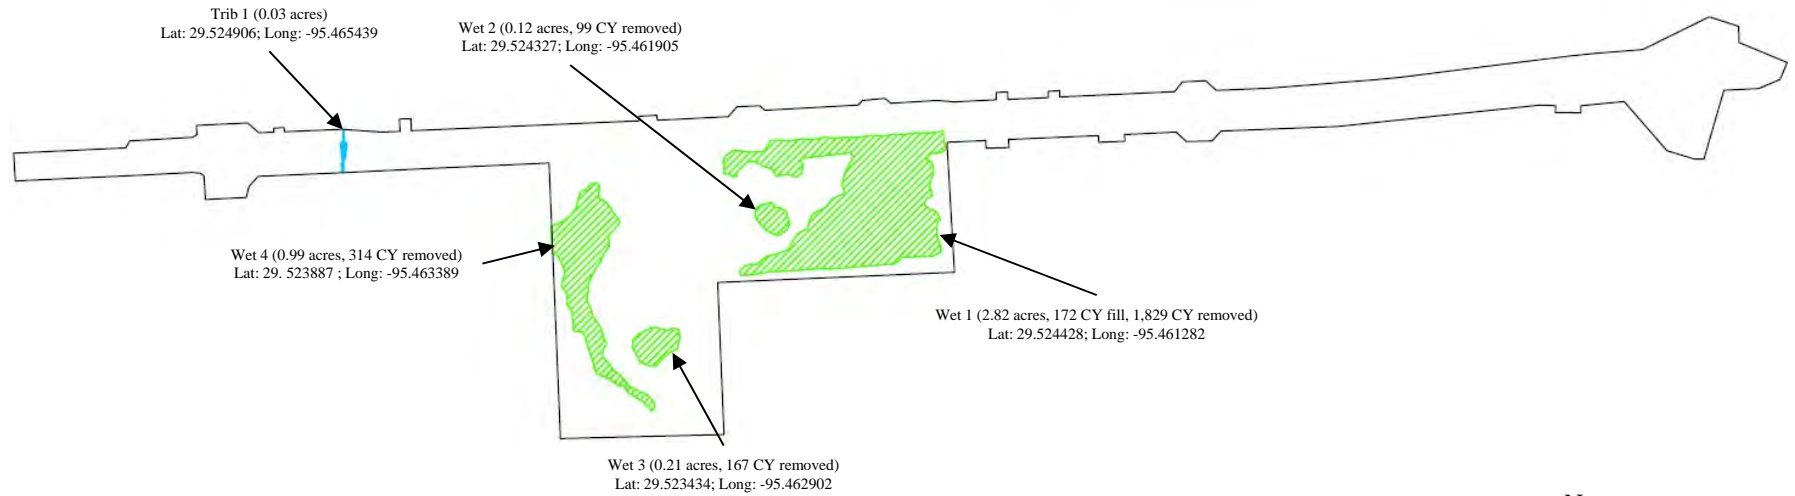 Trib 1 (0.03 acres)
Lat: 29.524906; Long: -95.465439
Wet 2 (0.12 acres, 99 CY removed)
Lat: 29.524327; Long: -95.461905
Wet 4 (0.99 acres, 314 CY removed)
Lat: 29. 523887 ; Long: -95.463389
Wet 1 (2.82 acres, 172 CY fill, 1,829 CY removed)
Lat: 29.524428; Long: -95.461282
Wet 3 (0.21 acres, 167 CY removed)
Lat: 29.523434; Long: -95.462902